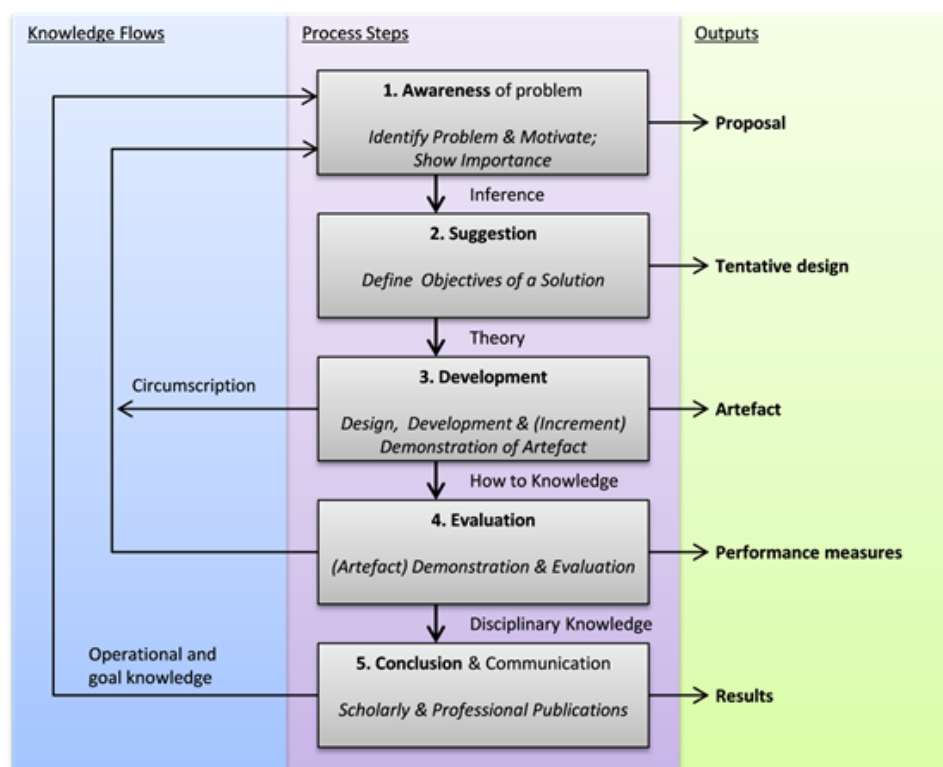 Knowledge Flows
Process Steps
Outputs
1. Awareness of problem
Identify Problem & Motivate;
Show Importance
Proposal
Inference
2. Suggestion
Define Objectives of a Solution
Tentative design
Theory
3. Development
Design, Development & (Increment)
Demonstration of Artefact
Circumscription
Artefact
How to Knowledge
4. Evaluation
(Artefact) Demonstration & Evaluation
Performance measures
Disciplinary Knowledge
Operational and
goal knowledge
5. Conclusion & Communication
Scholarly & Professional Publications
Results